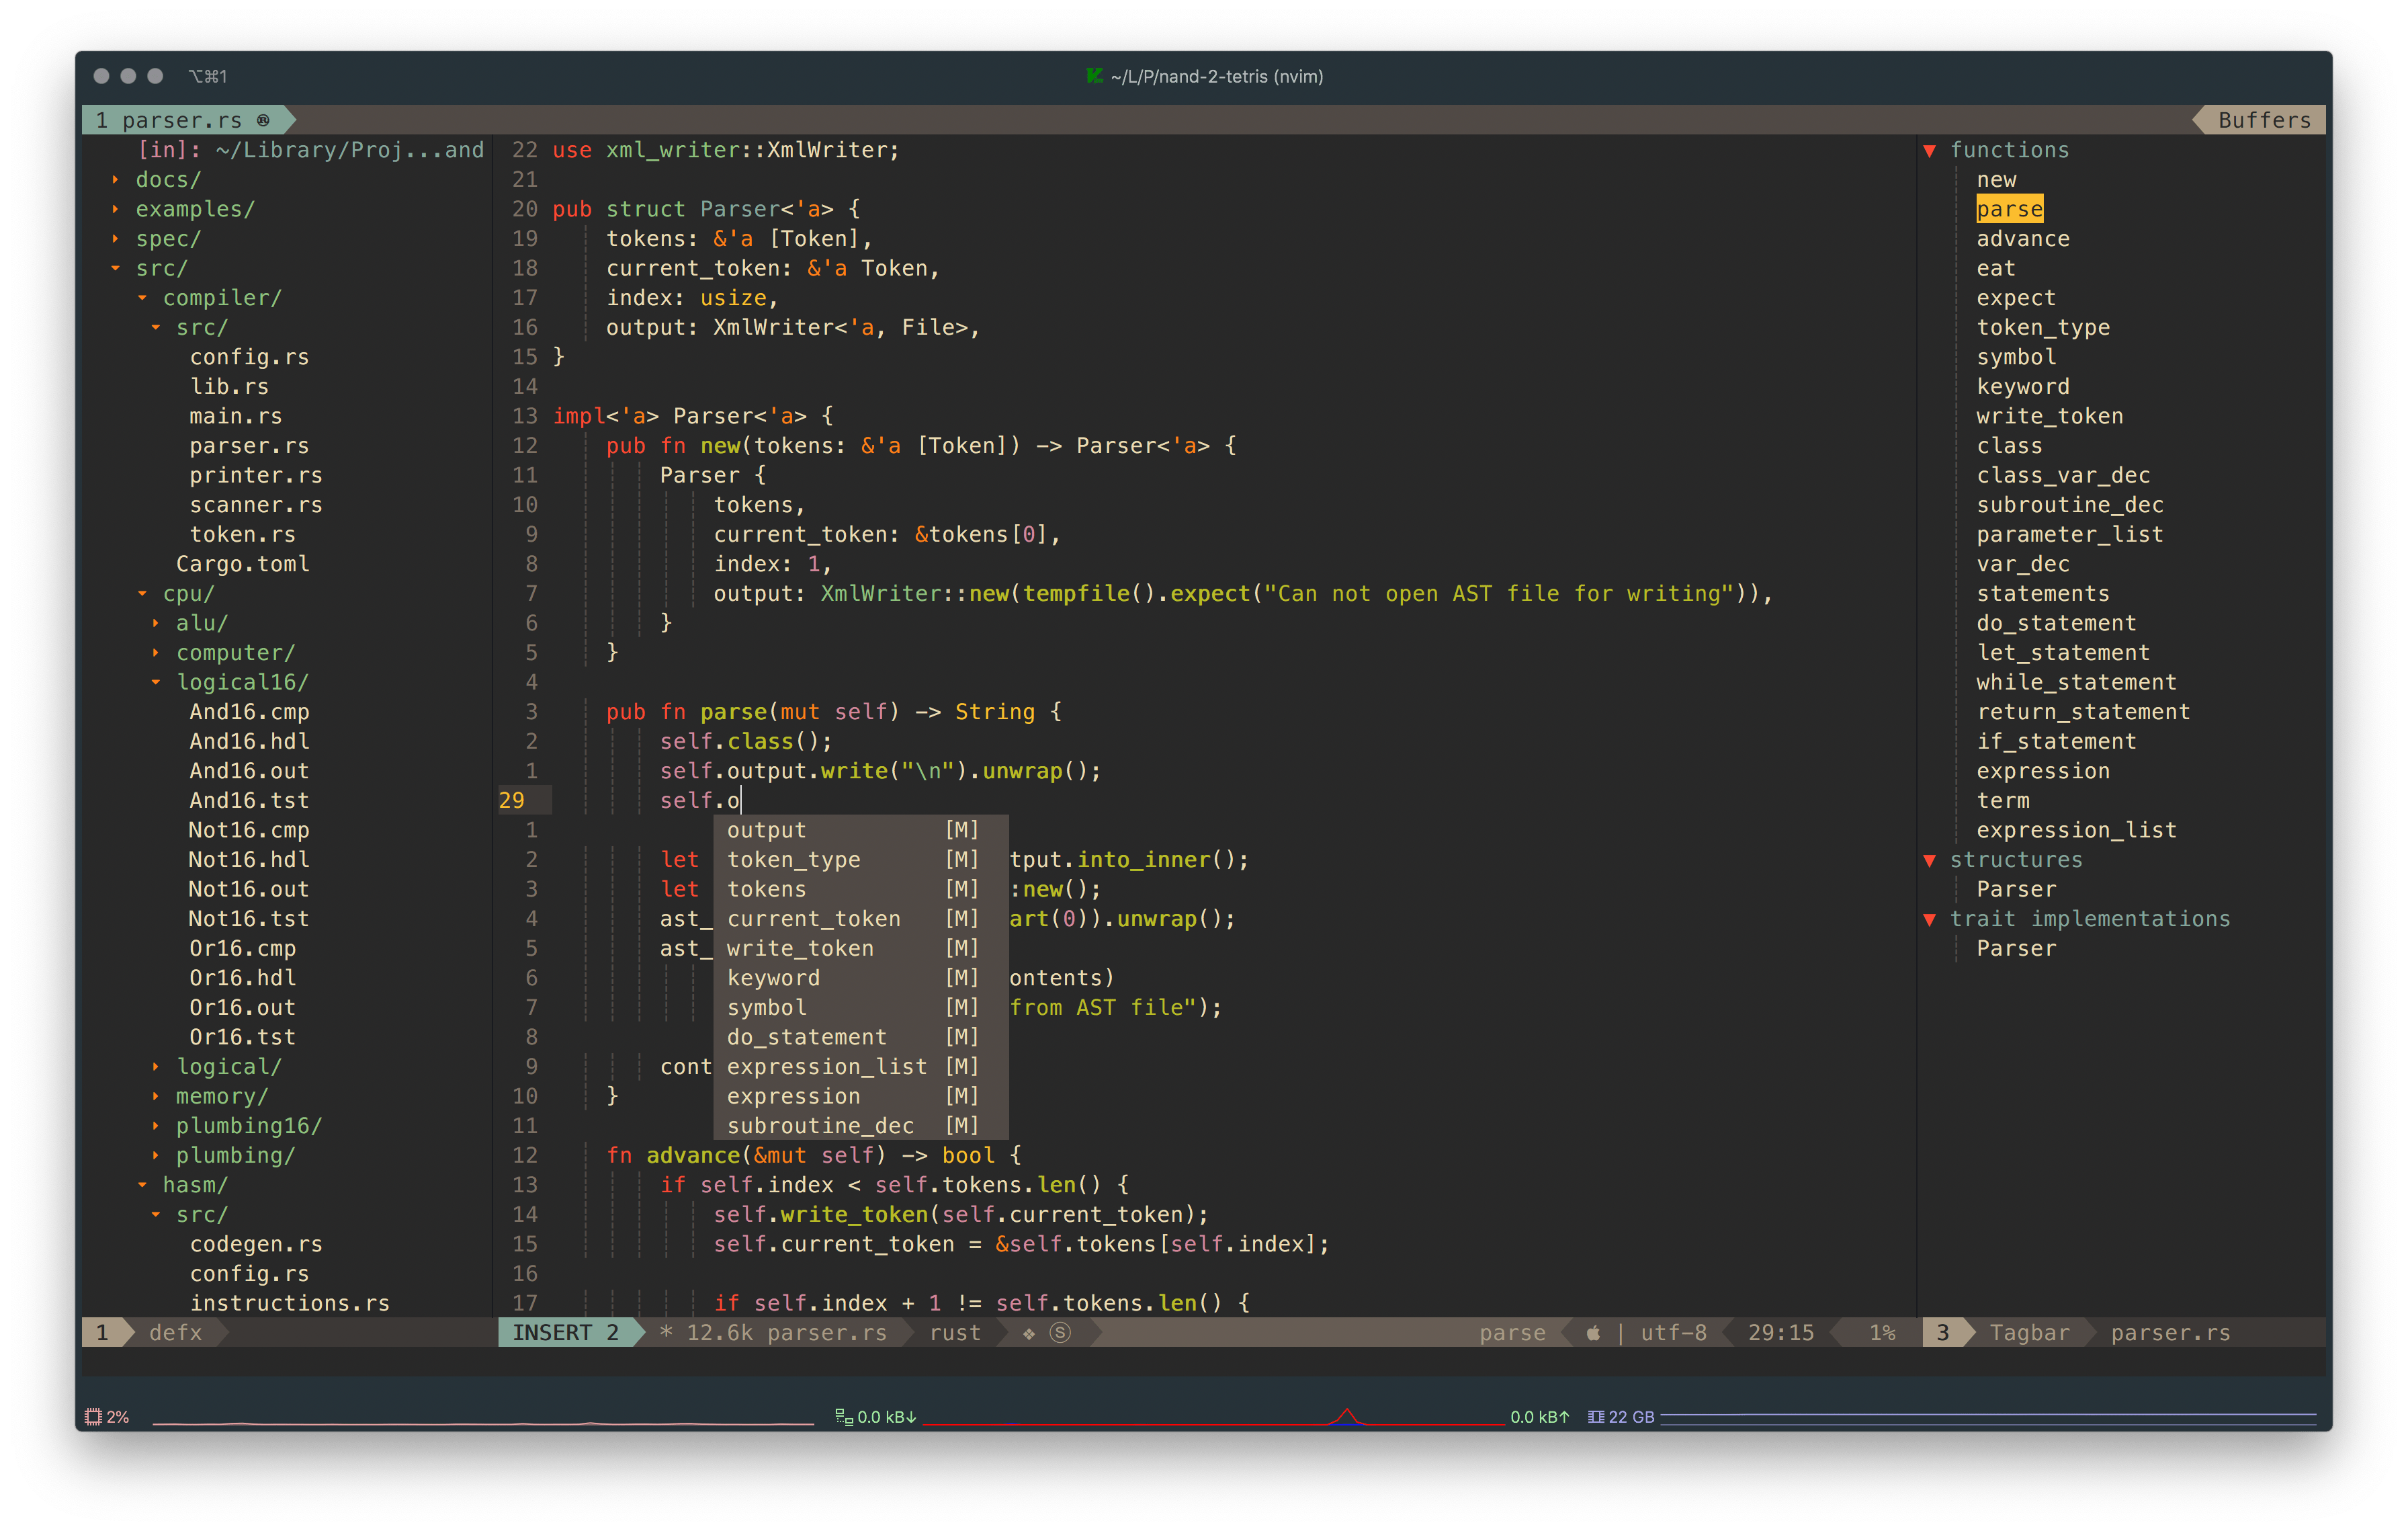 ⌥⌘1
~/L/P/nand-2-tetris (nvim)
1 parser.rs ®
Buffers
[in]: ~/Library/Proj...and
docs/
examples/
spec/
src/
compiler/
src/
config.rs
lib.rs
main.rs
parser.rs
printer.rs
scanner.rs
token.rs
Cargo.toml
cpu/
alu/
computer/
logical16/
And16.cmp
And16.hdl
And16.out
And16.tst
Not16.cmp
Not16.hdl
Not16.out
Not16.tst
Or16.cmp
Or16.hdl
Or16.out
Or16.tst
logical/
memory/
plumbing16/
plumbing/
hasm/
src/
codegen.rs
config.rs
instructions.rs
22 use xml_writer::XmlWriter;
21
20 pub struct Parser<'a> {
19 tokens: &'a [Token],
18 current_token: &'a Token,
17 index: usize,
16 output: XmlWriter<'a, File>,
15 }
14
13 impl<'a> Parser<'a> {
12 pub fn new(tokens: &'a [Token]) -> Parser<'a> {
11 Parser {
10 tokens,
9 current_token: &tokens[0],
8 index: 1,
7 output: XmlWriter::new(tempfile().expect("Can not open AST file for writing")),
6 }
5 }
4
3 pub fn parse(mut self) -> String {
2 self.class();
1 self.output.write("\n").unwrap();
29 self.o
1 output [M]
2 let token_type [M] tput.into_inner();
3 let tokens [M] :new();
4 ast_ current_token [M] art(0)).unwrap();
5 ast_ write_token [M]
6 keyword [M] ontents)
7 symbol [M] from AST file");
8 do_statement [M]
9 cont expression_list [M]
10 } expression [M]
11 subroutine_dec [M]
12 fn advance(&mut self) -> bool {
13 if self.index < self.tokens.len() {
14 self.write_token(self.current_token);
15 self.current_token = &self.tokens[self.index];
16
17 if self.index + 1 != self.tokens.len() {
▼ functions
new
parse
advance
eat
expect
token_type
symbol
keyword
write_token
class
class_var_dec
subroutine_dec
parameter_list
var_dec
statements
do_statement
let_statement
while_statement
return_statement
if_statement
expression
term
expression_list
▼ structures
Parser
▼ trait implementations
Parser
1 defx
INSERT 2 * 12.6k parser.rs rust ❖ Ⓢ parse | utf-8 29:15 1%
3 Tagbar parser.rs
2% 0.0 kB↓ 0.0 kB↑ 22 GB